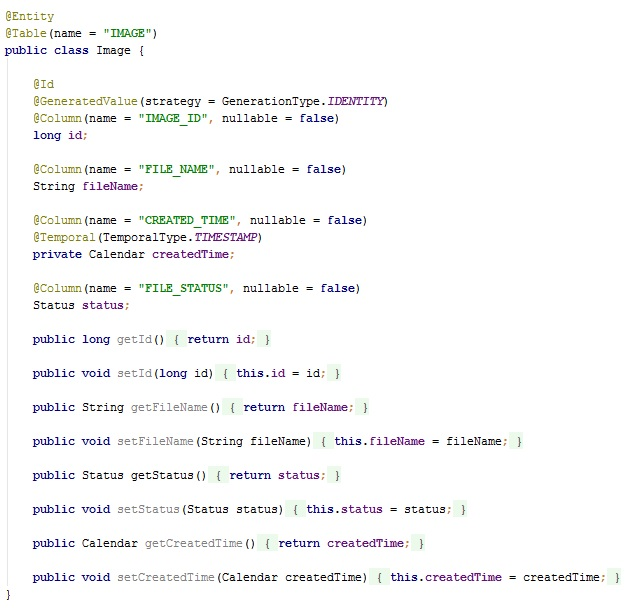 @Entity
@Table(name = "IMAGE")
public class Image {
@Id
@GeneratedValue(strategy = GenerationType.IDENTITY)
@Column(name = "IMAGE_ID", nullable = false)
long id;
@Column(name = "FILE_NAME", nullable = false)
String fileName;
@Column(name = "CREATED_TIME", nullable = false)
@Temporal(TemporalType.TIMESTAMP)
private Calendar createdTime;
@Column(name = "FILE_STATUS", nullable = false)
Status status;
public long getId() { return id; }
public void setId(long id) { this.id = id; }
public String getFileName() { return fileName; }
public void setFileName(String fileName) { this.fileName = fileName; }
public Status getStatus() { return status; }
public void setStatus(Status status) { this.status = status; }
public Calendar getCreatedTime() { return createdTime; }
public void setCreatedTime(Calendar createdTime) { this.createdTime = createdTime; }
}